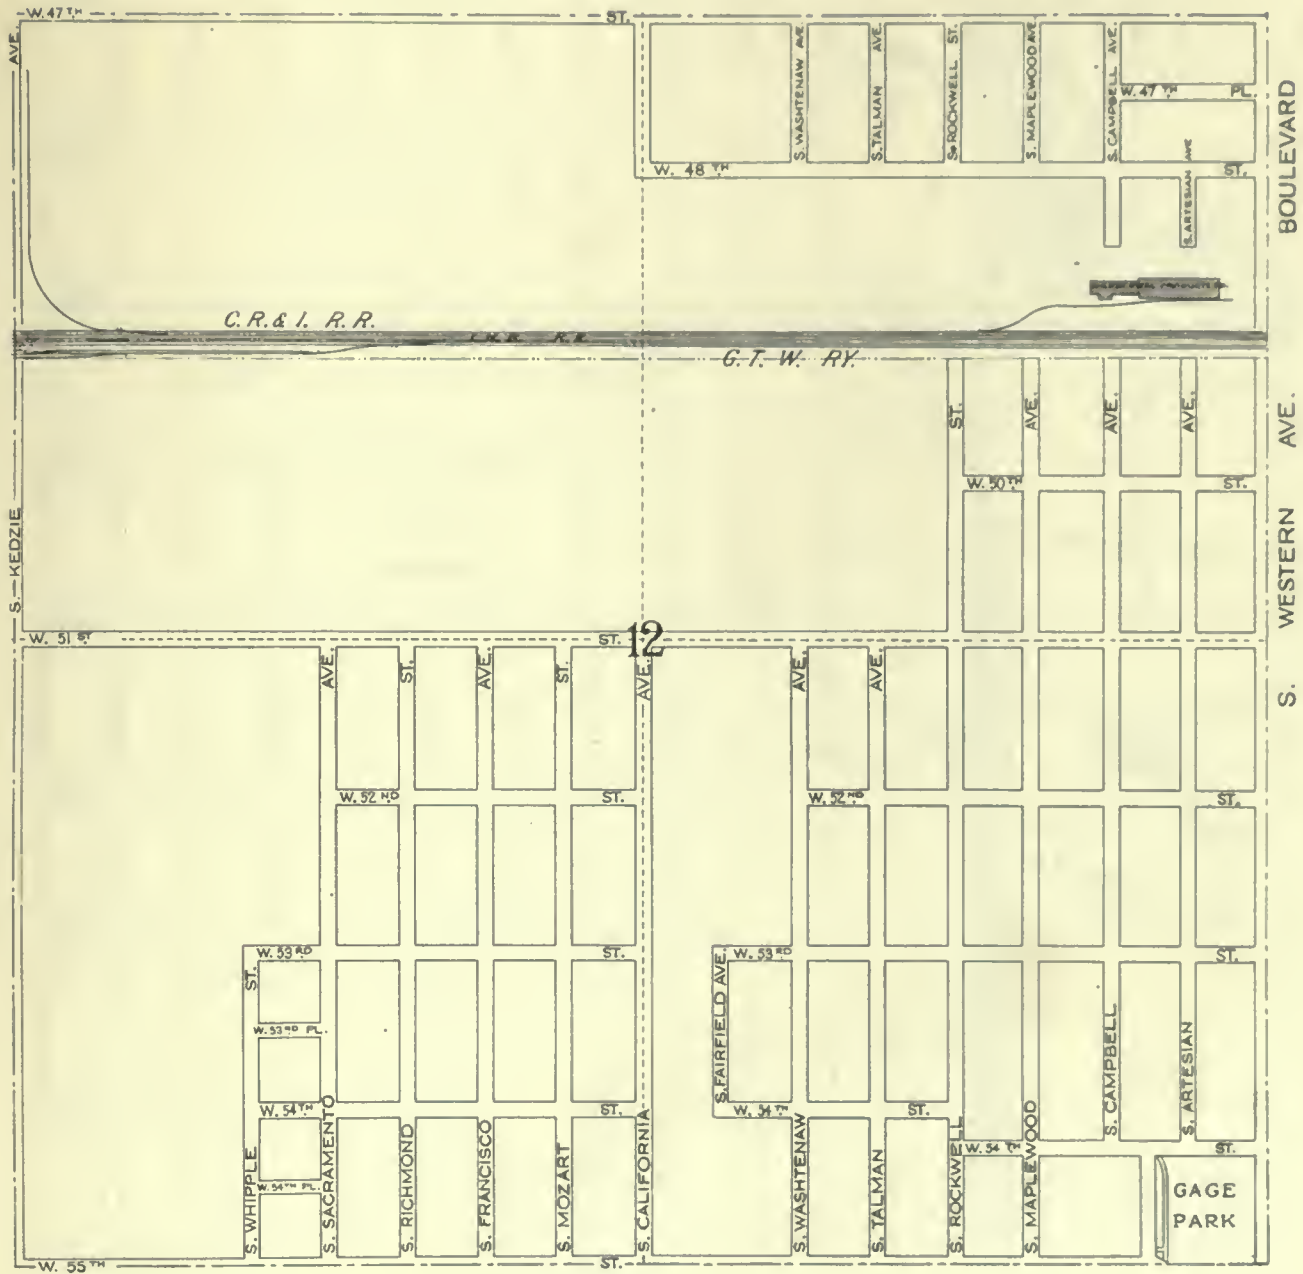 W. 47TH ST.
AVE.
S. KEDZIE
S. WASHTENAW AVE.
S. TALMAN AVE.
S. ROCKWELL ST.
S. MAPLEWOOD AVE.
S. CAMPBELL AVE.
W. 47TH PL.
W. 48TH ST.
S. ARTESIAN AVE
BOULEVARD
C. R. & I. R. R.
G. T. W. RY.
ST.
AVE.
AVE.
AVE.
W. 50TH ST.
S. WESTERN AVE.
W. 51ST ST.
12
AVE.
ST.
AVE.
ST.
AVE.
AVE.
AVE.
W. 52ND ST.
W. 52ND ST.
W. 53RD ST.
W. 53RD ST.
ST.
S. FAIRFIELD AVE.
W. 53RD PL.
W. 54TH ST.
W. 54TH ST.
W. 54TH ST.
W. 54TH PL.
S. WHIPPLE
S. SACRAMENTO
S. RICHMOND
S. FRANCISCO
S. MOZART
S. CALIFORNIA
S. WASHTENAW
S. TALMAN
S. ROCKWELL
S. MAPLEWOOD
S. CAMPBELL
S. ARTESIAN
GAGE
PARK
W. 55TH ST.